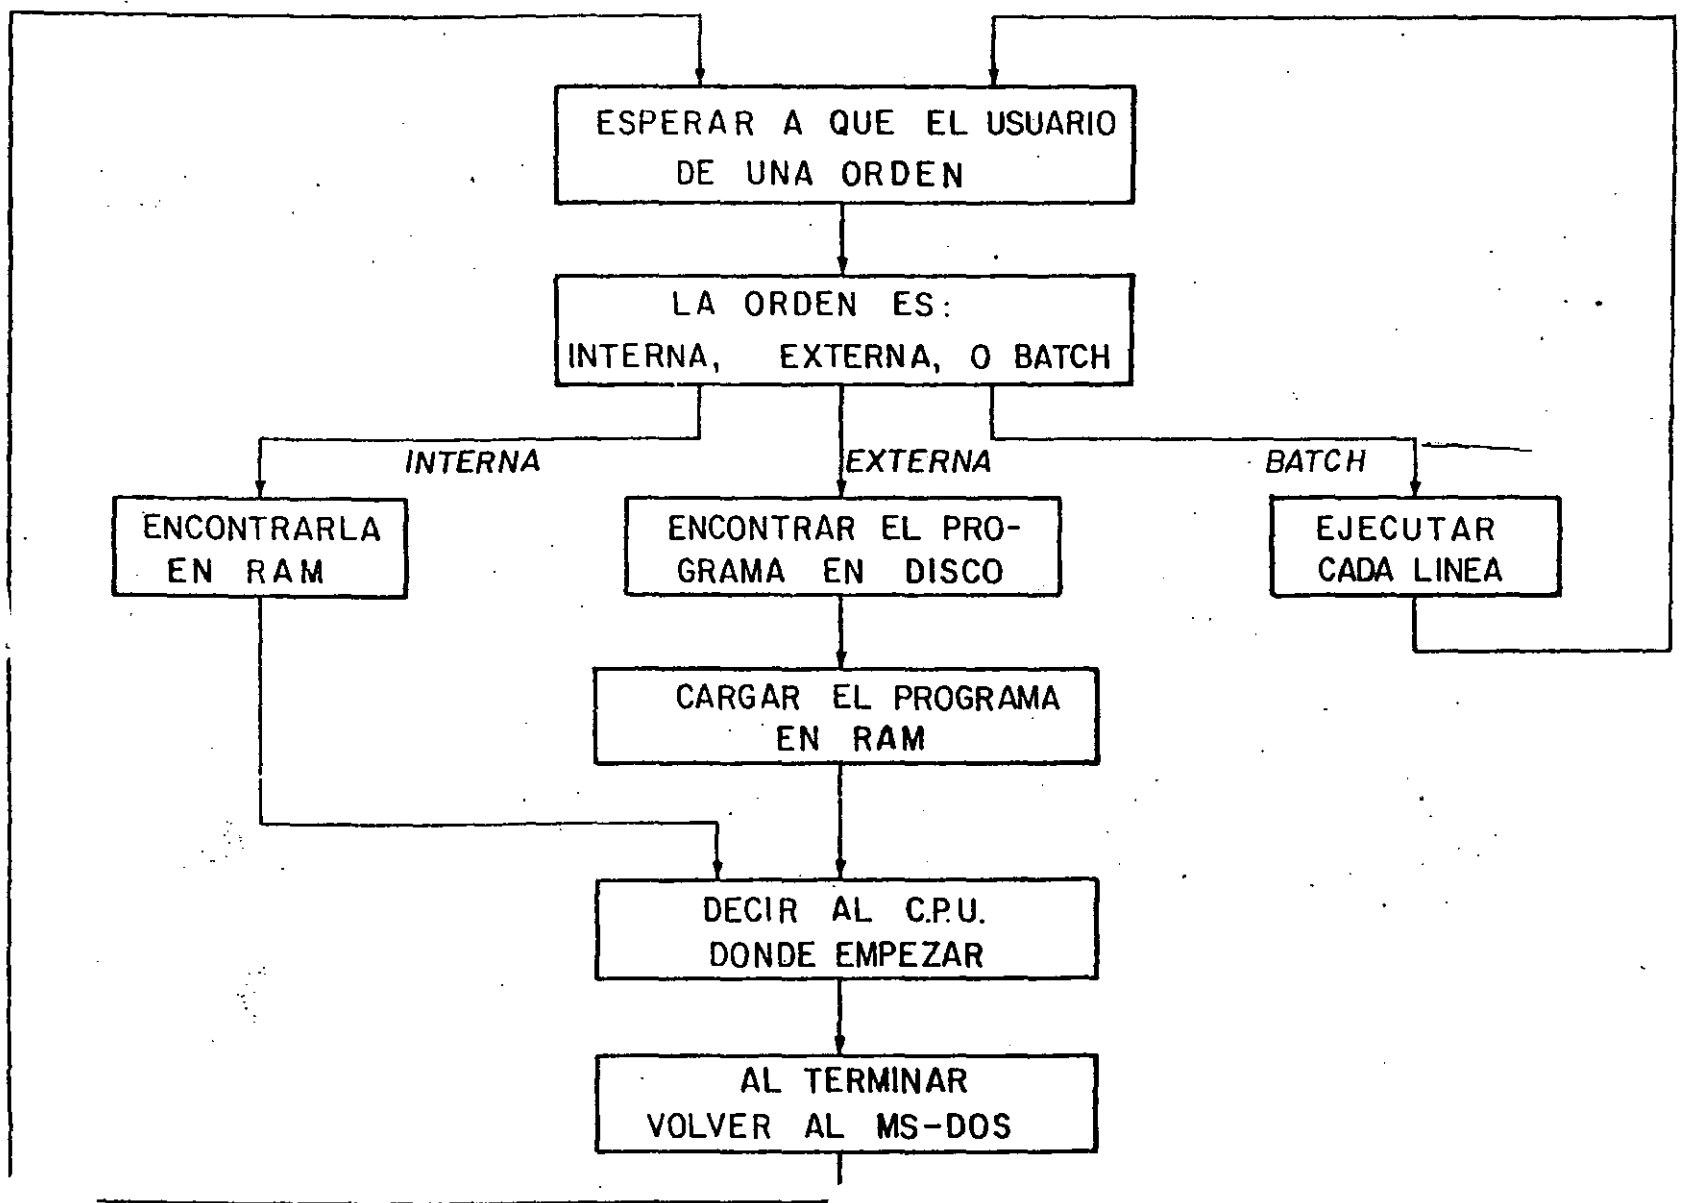 ESPERAR A QUE EL USUARIO
DE UNA ORDEN
LA ORDEN ES:
INTERNA, EXTERNA, O BATCH
INTERNA
EXTERNA
BATCH
ENCONTRARLA
EN RAM
ENCONTRAR EL PRO-
GRAMA EN DISCO
EJECUTAR
CADA LINEA
CARGAR EL PROGRAMA
EN RAM
DECIR AL C.P.U.
DONDE EMPEZAR
AL TERMINAR
VOLVER AL MS-DOS